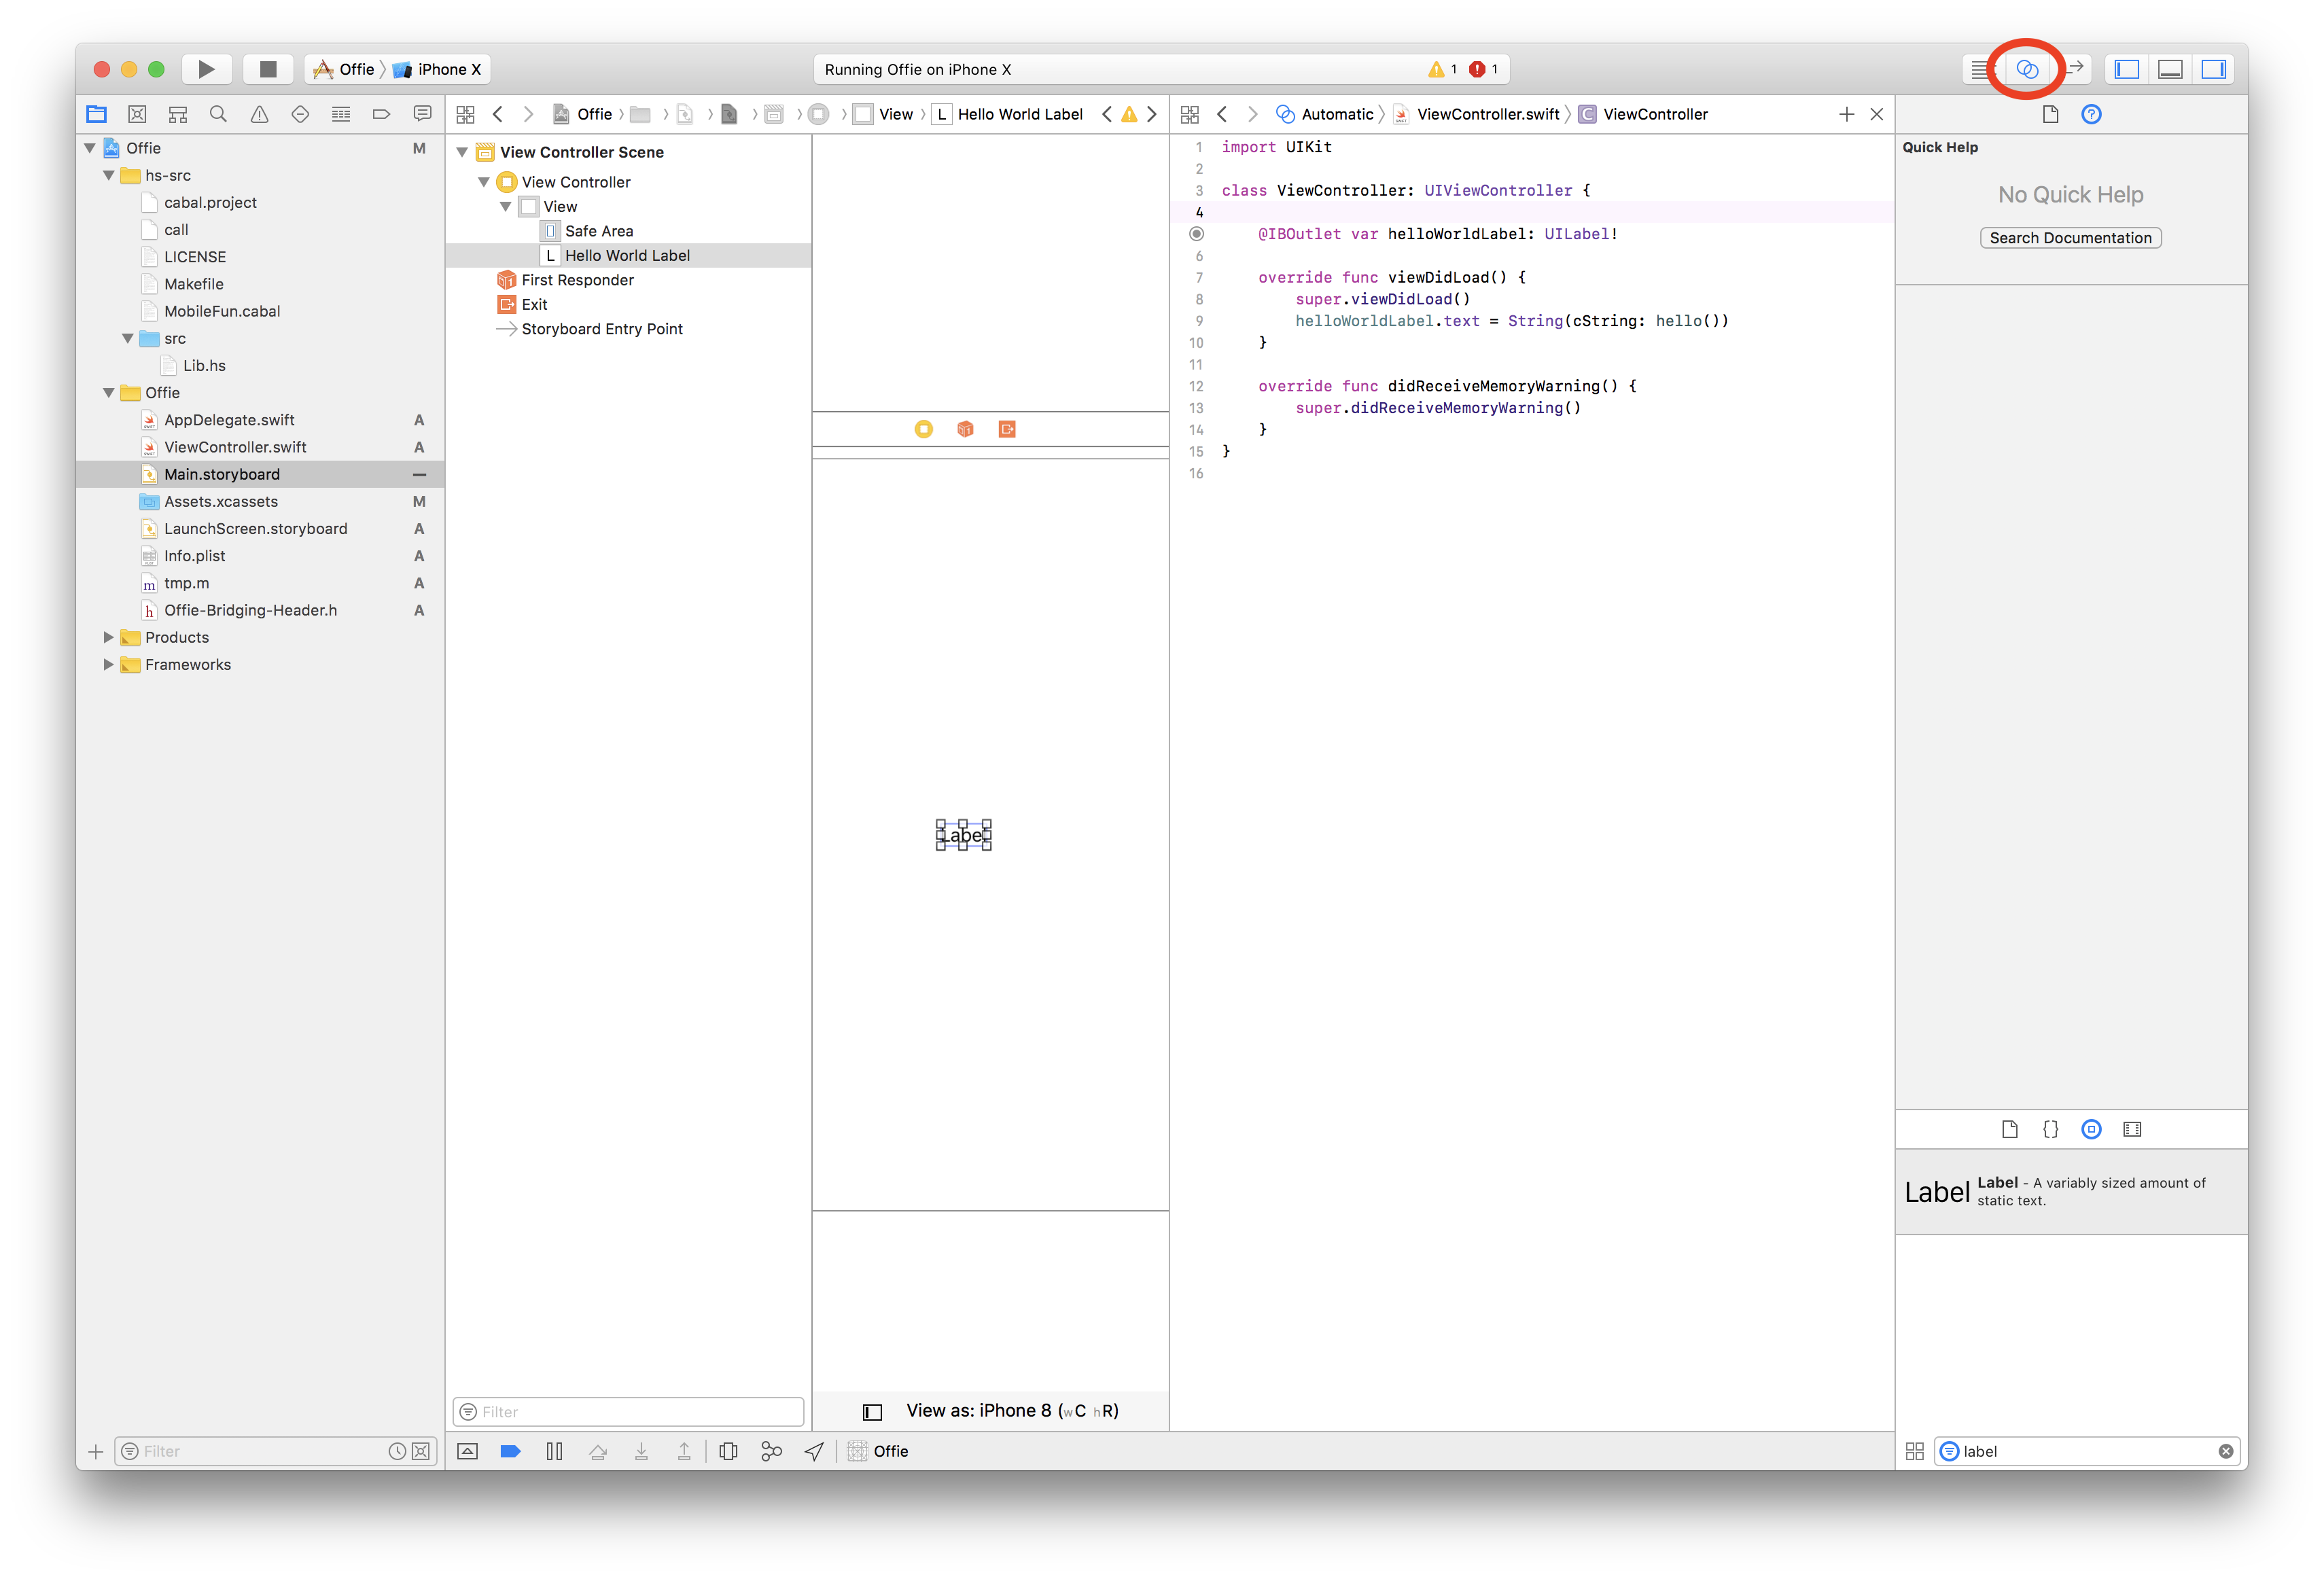 Offie iPhone X
Running Offie on iPhone X 1 1
Offie View L Hello World Label
Automatic ViewController.swift C ViewController
Offie M
hs-src
cabal.project
call
LICENSE
Makefile
MobileFun.cabal
src
Lib.hs
Offie
AppDelegate.swift A
ViewController.swift A
Main.storyboard
Assets.xcassets M
LaunchScreen.storyboard A
Info.plist A
m tmp.m A
h Offie-Bridging-Header.h A
Products
Frameworks
Filter
View Controller Scene
View Controller
View
Safe Area
L Hello World Label
First Responder
Exit
Storyboard Entry Point
Filter
Label
View as: iPhone 8 (wC hR)
Offie
1 import UIKit
2
3 class ViewController: UIViewController {
4
@IBOutlet var helloWorldLabel: UILabel!
6
7 override func viewDidLoad() {
8 super.viewDidLoad()
9 helloWorldLabel.text = String(cString: hello())
10 }
11
12 override func didReceiveMemoryWarning() {
13 super.didReceiveMemoryWarning()
14 }
15 }
16
Quick Help
No Quick Help
Search Documentation
{}
Label Label - A variably sized amount of
static text.
label